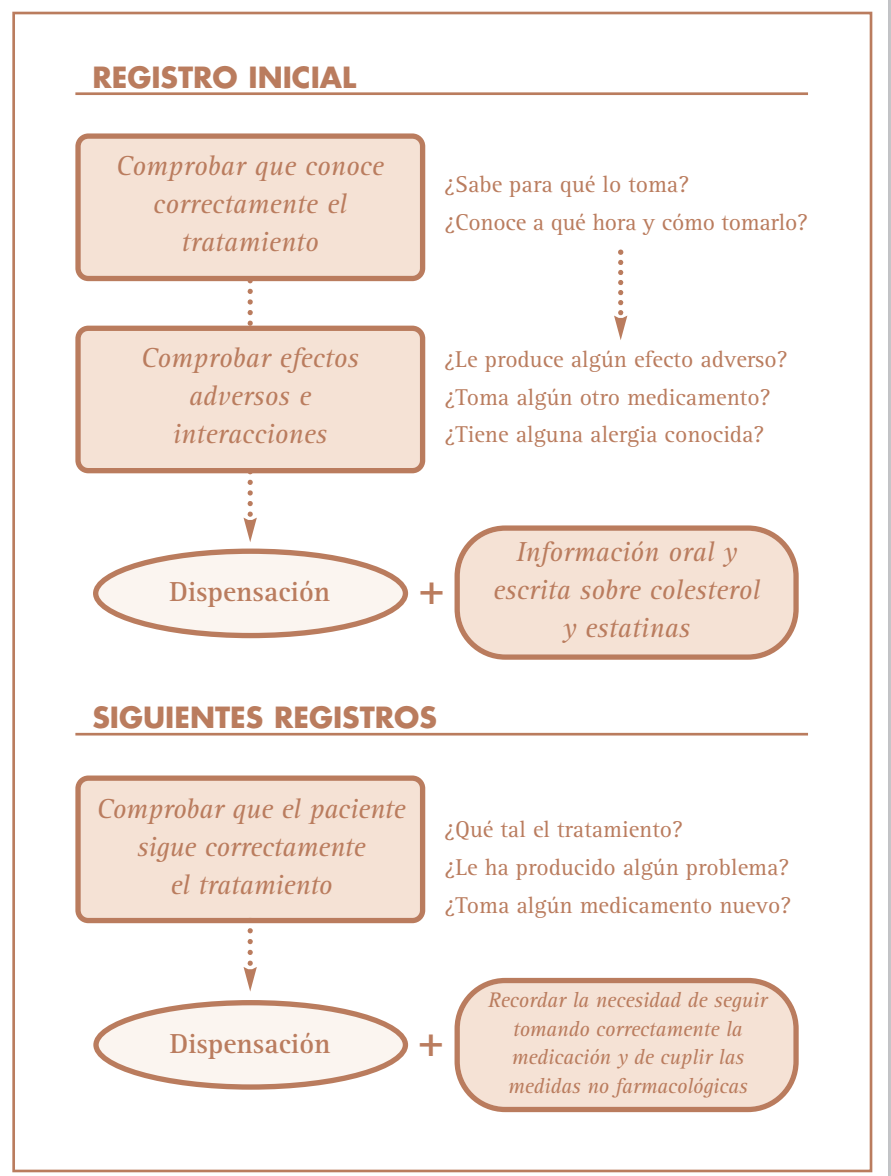 REGISTRO INICIAL
Comprobar que conoce
correctamente el
tratamiento
¿Sabe para qué lo toma?
¿Conoce a qué hora y cómo tomarlo?
Comprobar efectos
adversos e
interacciones
¿Le produce algún efecto adverso?
¿Toma algún otro medicamento?
¿Tiene alguna alergia conocida?
Dispensación
+
Información oral y
escrita sobre colesterol
y estatinas
SIGUIENTES REGISTROS
Comprobar que el paciente
sigue correctamente
el tratamiento
¿Qué tal el tratamiento?
¿Le ha producido algún problema?
¿Toma algún medicamento nuevo?
Dispensación
+
Recordar la necesidad de seguir
tomando correctamente la
medicación y de cuplir las
medidas no farmacológicas